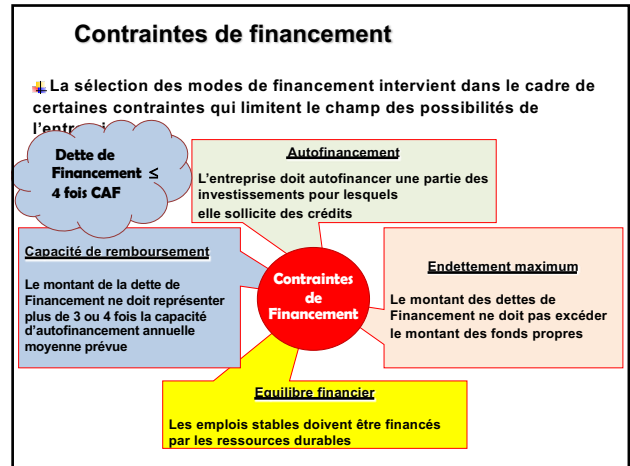 Contraintes de financement
La sélection des modes de financement intervient dans le cadre de
certaines contraintes qui limitent le champ des possibilités de
Dette de
Financement ≤
4 fois CAF
Autofinancement
L'entreprise doit autofinancer une partie des
investissements pour lesquels
elle sollicite des crédits
Capacité de remboursement
Le montant de la dette de
Financement ne doit représenter
plus de 3 ou 4 fois la capacité
d'autofinancement annuelle
moyenne prévue
Contraintes
de
Financement
Endettement maximum
Le montant des dettes de
Financement ne doit pas excéder
le montant des fonds propres
Equilibre financier
Les emplois stables doivent être financés
par les ressources durables